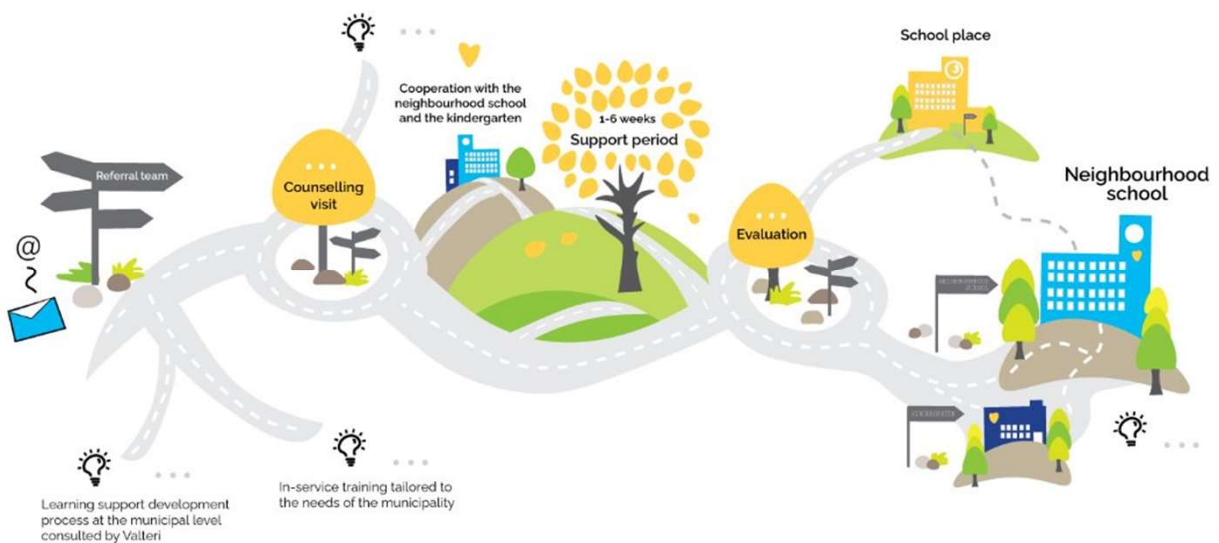 School place
Cooperation with the
neighbourhood school
and the kindergarten
1-6 weeks
Support period
Referral team
Counselling
visit
Neighbourhood
school
Evaluation
@
In-service training tailored to
the needs of the municipality
Learning support development
process at the municipal level
consulted by Valteri